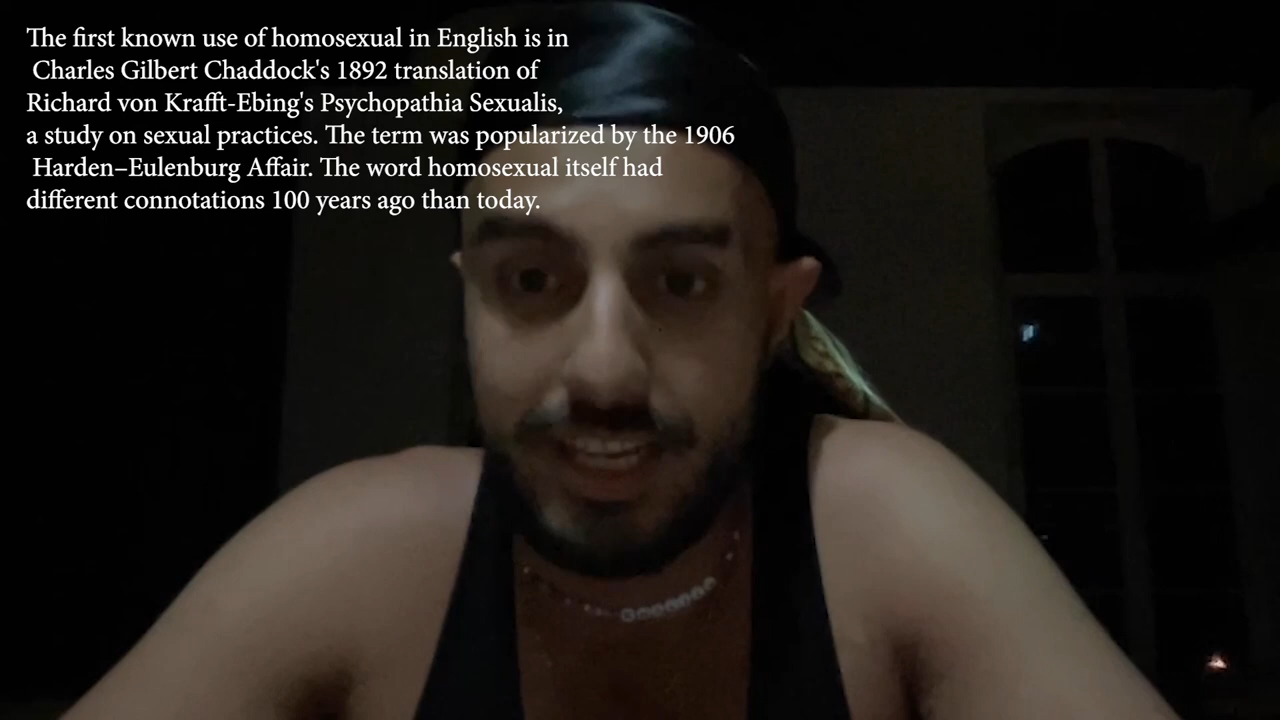 The first known use of homosexual in English is in
Charles Gilbert Chaddock's 1892 translation of
Richard von Krafft-Ebing's Psychopathia Sexualis,
a study on sexual practices. The term was popularized by the 1906
Harden–Eulenburg Affair. The word homosexual itself had
different connotations 100 years ago than today.